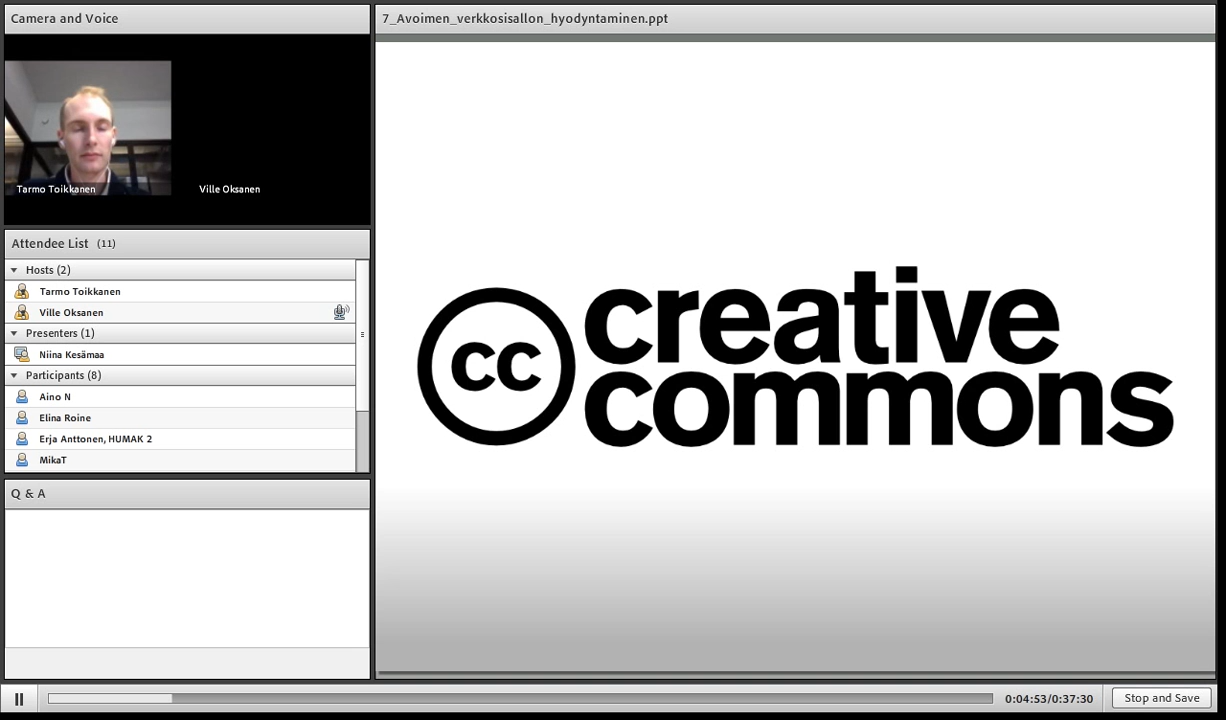 Camera and Voice
Tarmo Toikkanen
Ville Oksanen
Attendee List (11)
Hosts (2)
Tarmo Toikkanen
Ville Oksanen
Presenters (1)
Niina Kesämaa
Participants (8)
Aino N
Elina Roine
Erja Anttonen, HUMAK 2
MikaT
Q & A
7_Avoimen_verkkosisallon_hyodyntaminen.ppt
cc
creative
commons
0:04:53/0:37:30
Stop and Save